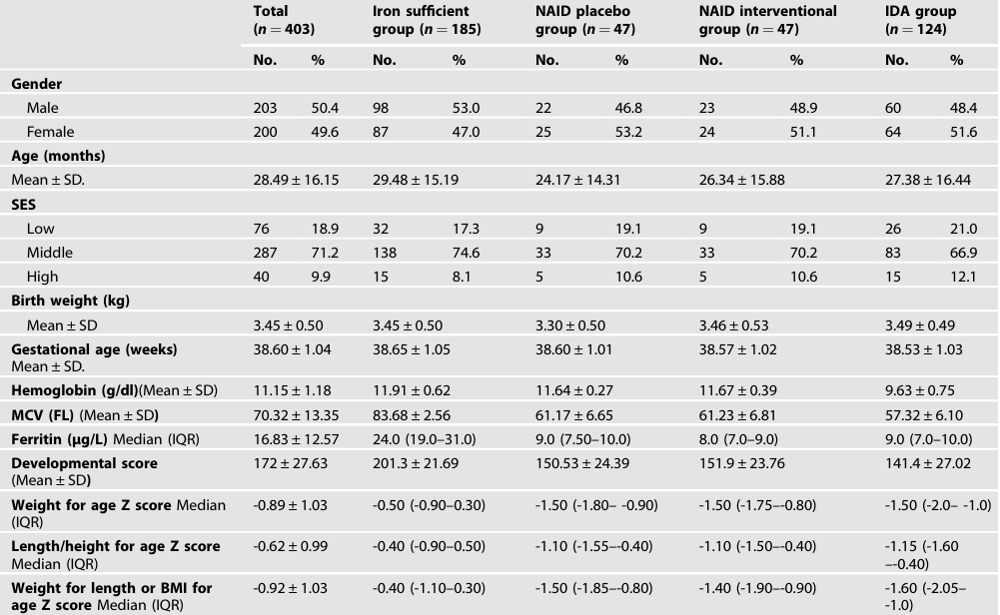 Total Iron sufficient NAID placebo NAID interventional IDA group
(n = 403) group (n = 185) group (n = 47) group (n = 47) (n = 124)
No. % No. % No. % No. % No. %
Gender
Male 203 50.4 98 53.0 22 46.8 23 48.9 60 48.4
Female 200 49.6 87 47.0 25 53.2 24 51.1 64 51.6
Age (months)
Mean ± SD. 28.49 ± 16.15 29.48 ± 15.19 24.17 ± 14.31 26.34 ± 15.88 27.38 ± 16.44
SES
Low 76 18.9 32 17.3 9 19.1 9 19.1 26 21.0
Middle 287 71.2 138 74.6 33 70.2 33 70.2 83 66.9
High 40 9.9 15 8.1 5 10.6 5 10.6 15 12.1
Birth weight (kg)
Mean ± SD 3.45 ± 0.50 3.45 ± 0.50 3.30 ± 0.50 3.46 ± 0.53 3.49 ± 0.49
Gestational age (weeks) 38.60 ± 1.04 38.65 ± 1.05 38.60 ± 1.01 38.57 ± 1.02 38.53 ± 1.03
Mean ± SD.
Hemoglobin (g/dl)(Mean ± SD) 11.15 ± 1.18 11.91 ± 0.62 11.64 ± 0.27 11.67 ± 0.39 9.63 ± 0.75
MCV (FL) (Mean ± SD) 70.32 ± 13.35 83.68 ± 2.56 61.17 ± 6.65 61.23 ± 6.81 57.32 ± 6.10
Ferritin (µg/L) Median (IQR) 16.83 ± 12.57 24.0 (19.0–31.0) 9.0 (7.50–10.0) 8.0 (7.0–9.0) 9.0 (7.0–10.0)
Developmental score 172 ± 27.63 201.3 ± 21.69 150.53 ± 24.39 151.9 ± 23.76 141.4 ± 27.02
(Mean ± SD)
Weight for age Z score Median -0.89 ± 1.03 -0.50 (-0.90–0.30) -1.50 (-1.80– -0.90) -1.50 (-1.75–-0.80) -1.50 (-2.0– -1.0)
(IQR)
Length/height for age Z score -0.62 ± 0.99 -0.40 (-0.90–0.50) -1.10 (-1.55–-0.40) -1.10 (-1.50–-0.40) -1.15 (-1.60
Median (IQR) –-0.40)
Weight for length or BMI for -0.92 ± 1.03 -0.40 (-1.10–0.30) -1.50 (-1.85–-0.80) -1.40 (-1.90–-0.90) -1.60 (-2.05–
age Z score Median (IQR) -1.0)